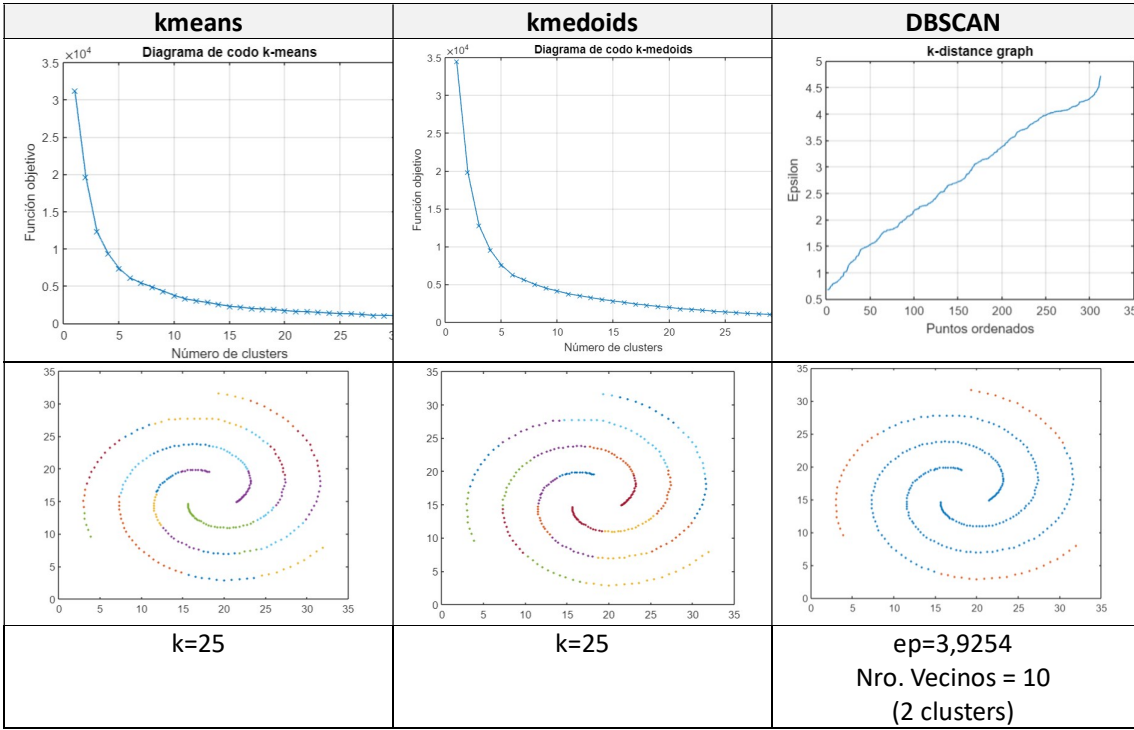 kmeans
kmedoids
DBSCAN
Diagrama de codo k-means
×10⁴
3.5
3
2.5
2
1.5
1
0.5
0
Función objetivo
0 5 10 15 20 25 3
Número de clusters
Diagrama de codo k-medoids
×10⁴
3.5
3
2.5
2
1.5
1
0.5
0
Función objetivo
0 5 10 15 20 25
Número de clusters
k-distance graph
5
4.5
4
3.5
3
2.5
2
1.5
1
0.5
Epsilon
0 50 100 150 200 250 300 35
Puntos ordenados
35
30
25
20
15
10
5
0
0 5 10 15 20 25 30 35
35
30
25
20
15
10
5
0
0 5 10 15 20 25 30 35
35
30
25
20
15
10
5
0
0 5 10 15 20 25 30 35
k=25
k=25
ep=3,9254
Nro. Vecinos = 10
(2 clusters)